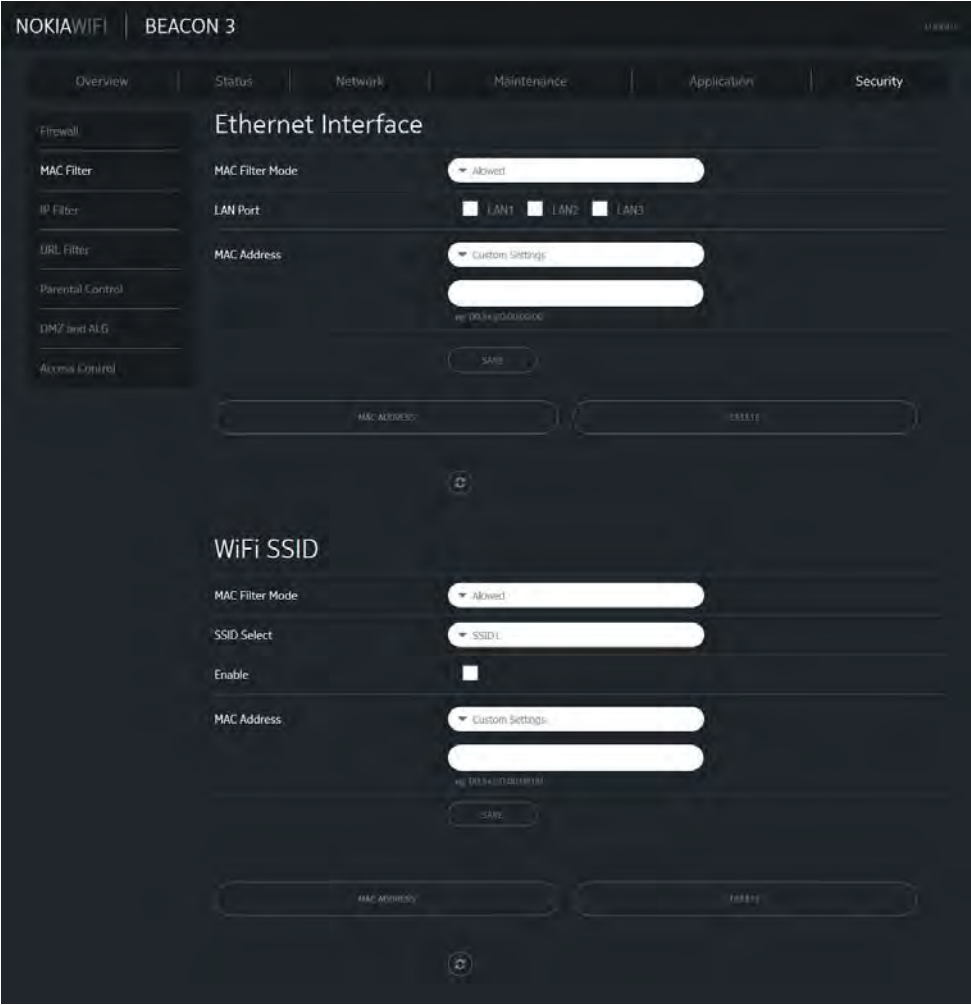 NOKIAWIFI | BEACON 3
Overview Status Network Maintenance Application Security
Firewall
MAC Filter
IP Filter
URL Filter
Parental Control
DMZ and ALG
Access Control
Ethernet Interface
MAC Filter Mode Allowed
LAN Port LAN1 LAN2 LAN3
MAC Address Custom Settings
SAVE
MAC ADDRESS DELETE
WiFi SSID
MAC Filter Mode Allowed
SSID Select SSID1
Enable
MAC Address Custom Settings
SAVE
MAC ADDRESS DELETE